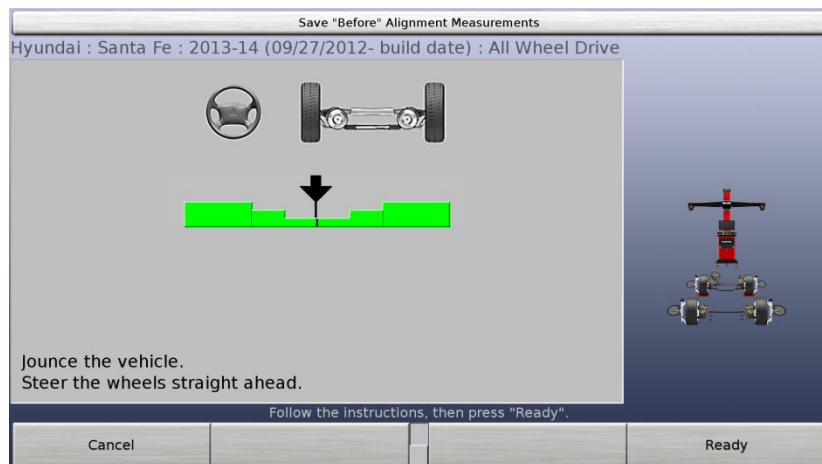 Save "Before" Alignment Measurements
Hyundai : Santa Fe : 2013-14 (09/27/2012- build date) : All Wheel Drive
Jounce the vehicle.
Steer the wheels straight ahead.
Follow the instructions, then press "Ready".
Cancel
Ready